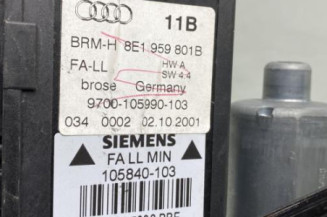 11B
BRM-H 8E1 959 801B
FA-LL HW A
SW 4.4
brose Germany
9700-105990-103
034 0002 02.10.2001
SIEMENS
FA LL MIN
105840-103